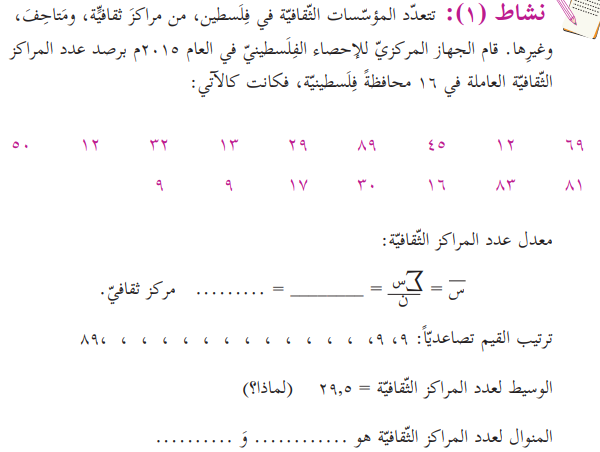 نشاط (١): تتعدّد المؤسّسات الثّقافيّة في فِلَسطين، من مراكزَ ثقافيٍّة، ومَتاحِفَ،
وغيرِها. قام الجهاز المركزيّ للإحصاء الفِلَسطينيّ في العام ٢٠١٥م برصد عدد المراكز
الثّقافيّة العاملة في ١٦ محافظةً فِلَسطينيّة، فكانت كالآتي:
٦٩ ١٢ ٤٥ ٨٩ ٢٩ ١٣ ٣٢ ١٢ ٥٠
٨١ ٨٣ ١٦ ٣٠ ١٧ ٩ ٩
معدل عدد المراكز الثّقافيّة:
س̅ = ∑س / ن = ________ = ......... مركز ثقافيّ.
ترتيب القيم تصاعديّاً: ٩، ٩، ، ، ، ، ، ، ، ، ، ، ، ، ، ٨٩
الوسيط لعدد المراكز الثّقافيّة = ٢٩,٥ (لماذا؟)
المنوال لعدد المراكز الثّقافيّة هو ............ وَ ..........